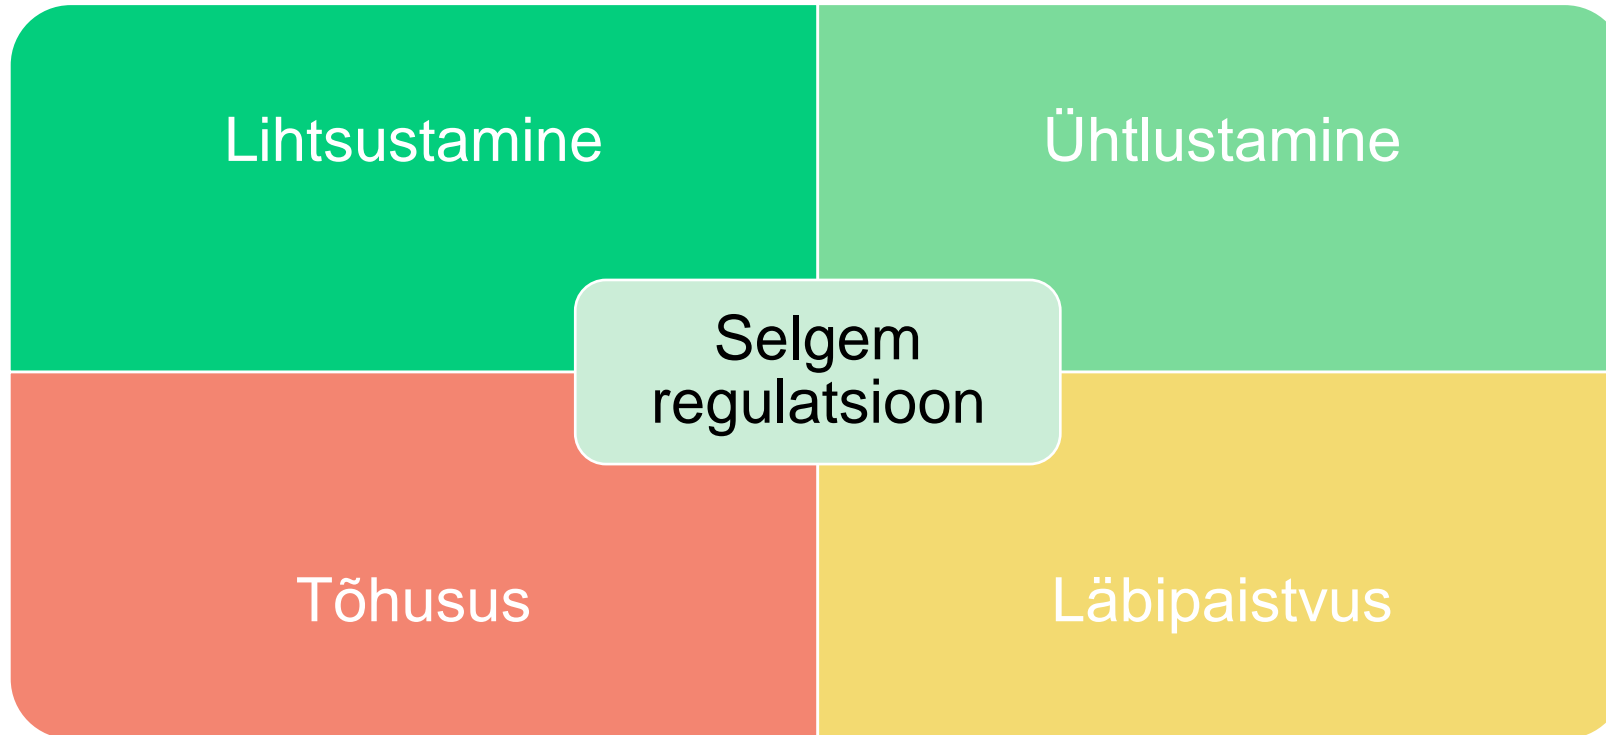 Lihtsustamine
Ühtlustamine
Selgem
regulatsioon
Tõhusus
Läbipaistvus